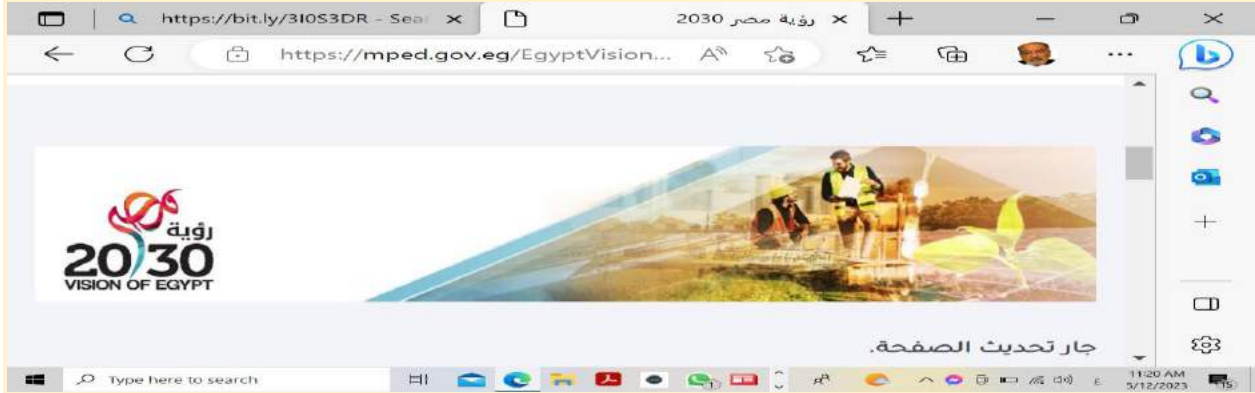 https://bit.ly/3I0S3DR - Sea
رؤية مصر 2030
https://mped.gov.eg/EgyptVision...
مصر
رؤية
2030
VISION OF EGYPT
جار تحديث الصفحة.
Type here to search
11:20 AM
5/12/2023